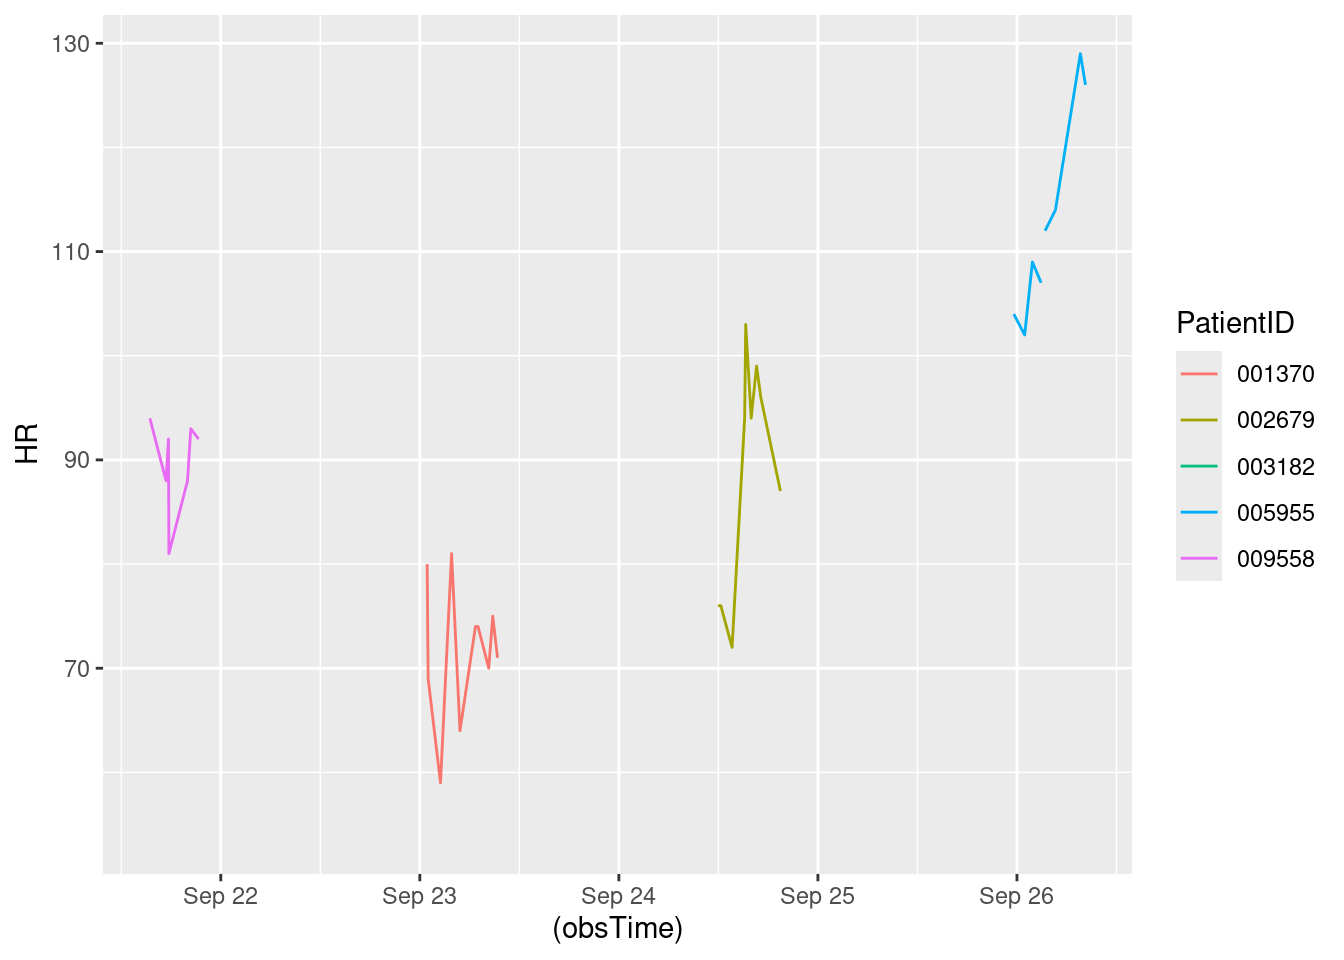 130
110
90
70
HR
Sep 22
Sep 23
Sep 24
Sep 25
Sep 26
(obsTime)
PatientID
001370
002679
003182
005955
009558